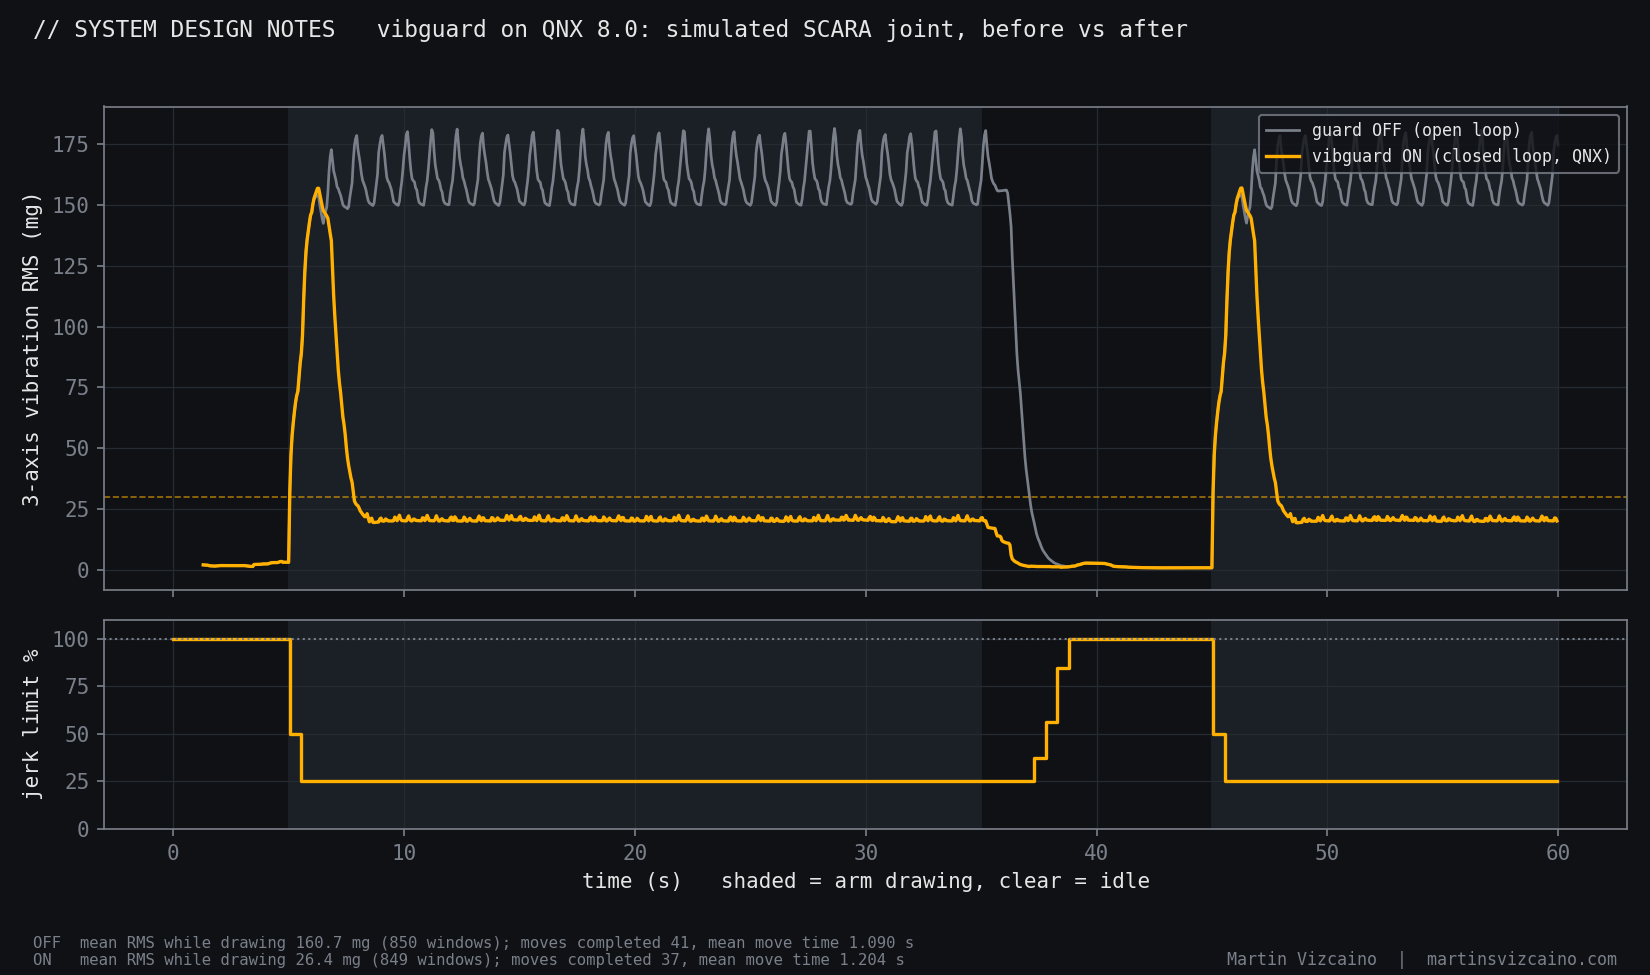 // SYSTEM DESIGN NOTES   vibguard on QNX 8.0: simulated SCARA joint, before vs after
3-axis vibration RMS (mg)
175
150
125
100
75
50
25
0
guard OFF (open loop)
vibguard ON (closed loop, QNX)
jerk limit %
100
75
50
25
0
0 10 20 30 40 50 60
time (s)   shaded = arm drawing, clear = idle
OFF  mean RMS while drawing 160.7 mg (850 windows); moves completed 41, mean move time 1.090 s
ON   mean RMS while drawing 26.4 mg (849 windows); moves completed 37, mean move time 1.204 s
Martin Vizcaino  |  martinsvizcaino.com